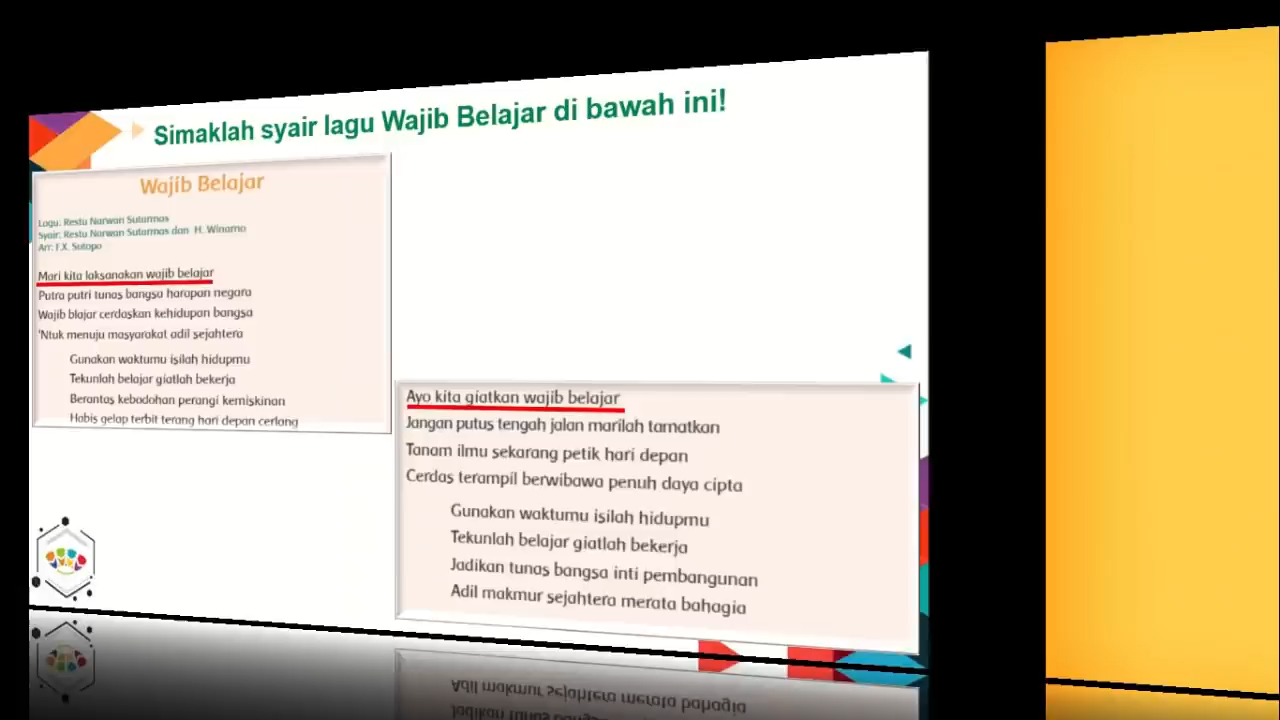 Simaklah syair lagu Wajib Belajar di bawah ini!
Wajib Belajar
Lagu: Restu Narwan Sutarmas
Syair: Restu Narwan Sutarmas dan H. Winarno
Arr: F.X. Sutopo
Mari kita laksanakan wajib belajar
Putra putri tunas bangsa harapan negara
Wajib blajar cerdaskan kehidupan bangsa
'Ntuk menuju masyarakat adil sejahtera
Gunakan waktumu isilah hidupmu
Tekunlah belajar giatlah bekerja
Berantas kebodohan perangi kemiskinan
Habis gelap terbit terang hari depan cerlang
Ayo kita giatkan wajib belajar
Jangan putus tengah jalan marilah tamatkan
Tanam ilmu sekarang petik hari depan
Cerdas terampil berwibawa penuh daya cipta
Gunakan waktumu isilah hidupmu
Tekunlah belajar giatlah bekerja
Jadikan tunas bangsa inti pembangunan
Adil makmur sejahtera merata bahagia